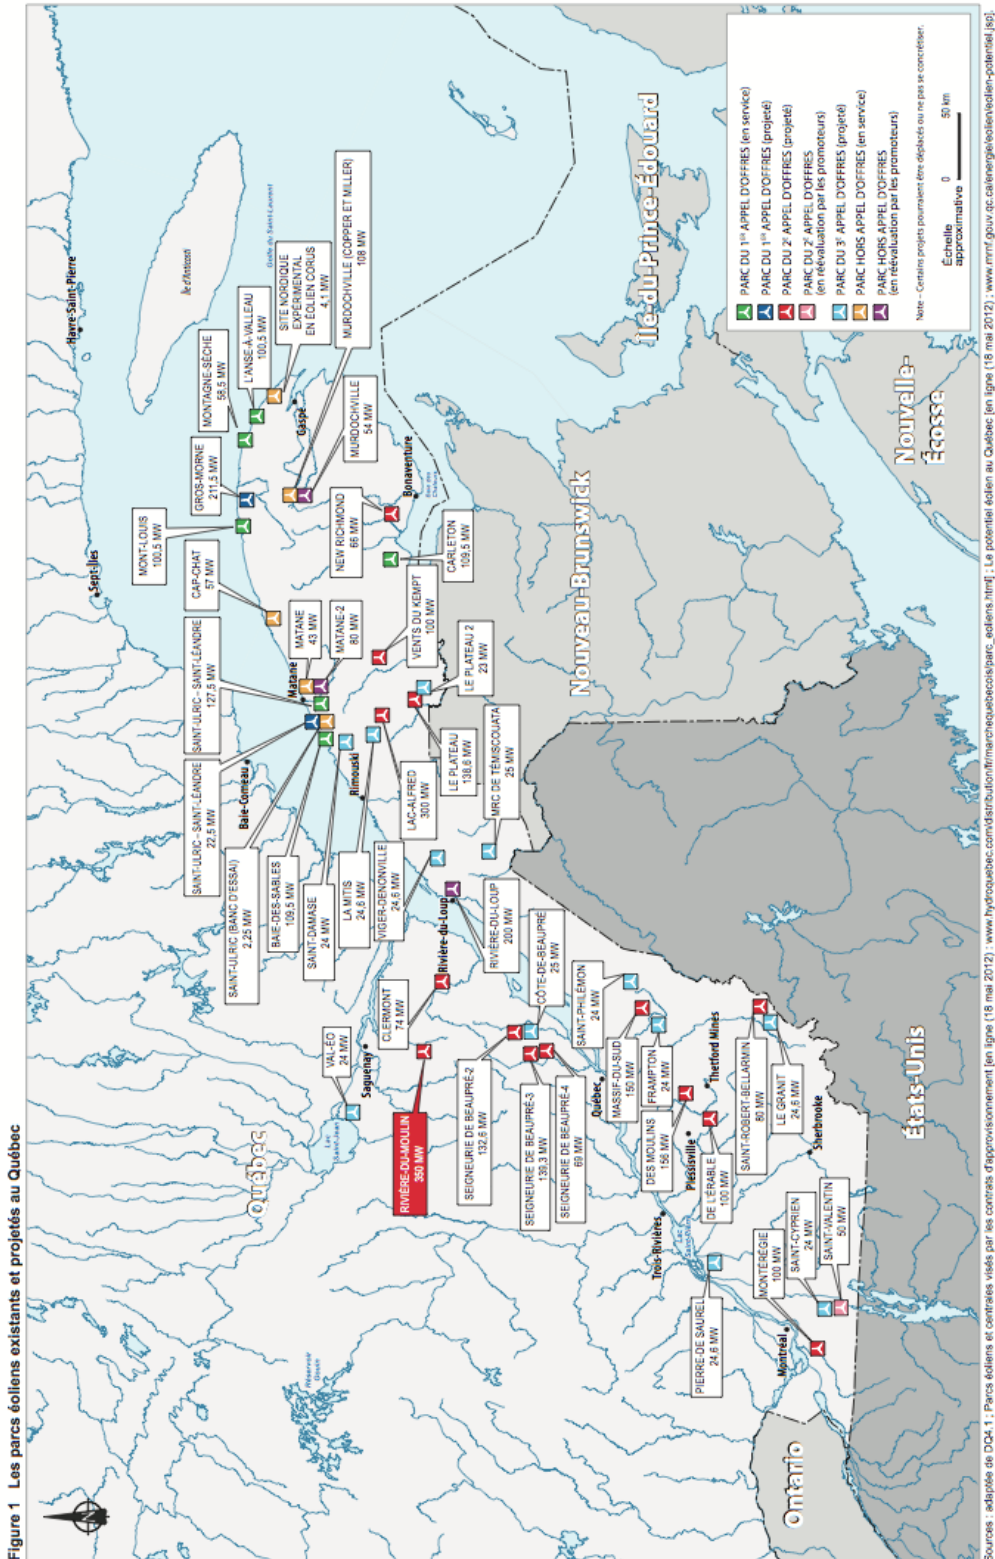 Figure 1 Les parcs éoliens existants et projetés au Québec
Havre-Saint-Pierre
Île d'Anticosti
Golfe du Saint-Laurent
Sept-Îles
MONTAGNE-SÈCHE
58,5 MW
L'ANSE-À-VALLEAU
100,5 MW
SITE NORDIQUE
EXPÉRIMENTAL
EN ÉOLIEN CORUS
4,1 MW
MURDOCHVILLE (COPPER ET MILLER)
108 MW
MURDOCHVILLE
54 MW
Gaspé
GROS-MORNE
211,5 MW
MONT-LOUIS
100,5 MW
CAP-CHAT
57 MW
NEW RICHMOND
66 MW
Bonaventure
Baie des
Chaleurs
CARLETON
109,5 MW
VENTS DU KEMPT
100 MW
MATANE
43 MW
MATANE-2
80 MW
Matane
SAINT-ULRIC – SAINT-LÉANDRE
127,5 MW
SAINT-ULRIC – SAINT-LÉANDRE
22,5 MW
Baie-Comeau
SAINT-ULRIC (BANC D'ESSAI)
2,25 MW
BAIE-DES-SABLES
109,5 MW
SAINT-DAMASE
24 MW
LA MITIS
24,6 MW
Rimouski
LE PLATEAU 2
23 MW
LE PLATEAU
138,6 MW
LAC-ALFRED
300 MW
MRC DE TÉMISCOUATA
25 MW
VIGER-DENONVILLE
24,6 MW
Rivière-du-Loup
RIVIÈRE-DU-LOUP
200 MW
CÔTE-DE-BEAUPRÉ
25 MW
CLERMONT
74 MW
VAL-ÉO
24 MW
Saguenay
Lac
Saint-Jean
Québec
RIVIÈRE-DU-MOULIN
350 MW
SEIGNEURIE DE BEAUPRÉ-2
132,6 MW
SEIGNEURIE DE BEAUPRÉ-3
139,3 MW
SEIGNEURIE DE BEAUPRÉ-4
69 MW
Québec
SAINT-PHILÉMON
24 MW
MASSIF-DU-SUD
150 MW
FRAMPTON
24 MW
Thetford Mines
DES MOULINS
156 MW
Plessisville
DE L'ÉRABLE
100 MW
SAINT-ROBERT-BELLARMIN
80 MW
LE GRANIT
24,6 MW
Sherbrooke
Trois-Rivières
Lac
Saint-Pierre
PIERRE-DE SAUREL
24,6 MW
MONTÉRÉGIE
100 MW
SAINT-CYPRIEN
24 MW
SAINT-VALENTIN
50 MW
Montréal
Réservoir
Gouin
N
Ontario
États-Unis
Nouveau-Brunswick
Nouvelle-
Écosse
Île-du-Prince-Édouard
PARC DU 1ER APPEL D'OFFRES (en service)
PARC DU 1ER APPEL D'OFFRES (projeté)
PARC DU 2E APPEL D'OFFRES (projeté)
PARC DU 2E APPEL D'OFFRES
(en réévaluation par les promoteurs)
PARC DU 3E APPEL D'OFFRES (projeté)
PARC HORS APPEL D'OFFRES (en service)
PARC HORS APPEL D'OFFRES
(en réévaluation par les promoteurs)
Note – Certains projets pourraient être déplacés ou ne pas se concrétiser.
Échelle
approximative
0 50 km
Sources : adaptée de DQ4.1 ; Parcs éoliens et centrales visés par les contrats d'approvisionnement [en ligne (18 mai 2012) : www.hydroquebec.com/distribution/fr/marchequebecois/parc_eoliens.html] ; Le potentiel éolien au Québec [en ligne (18 mai 2012) : www.mrnf.gouv.qc.ca/energie/eolien/eolien-potentiel.jsp].